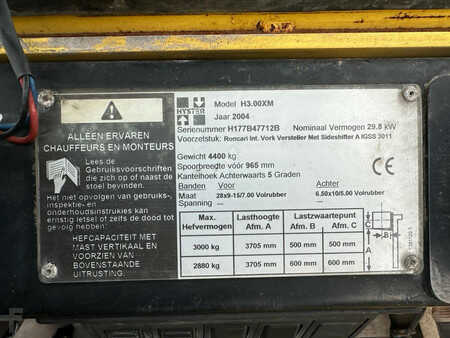 ALLEEN ERVAREN
CHAUFFEURS EN MONTEURS
Lees de
Gebruiksvoorschriften
die zich op of naast de
stoel bevinden.
Het niet opvolgen van gebruiks-,
inspektie- en
onderhoudsinstrukties kan
ernstig letsel of zelfs de
dood tot gevolg hebben.
HEFCAPACITEIT MET
MAST VERTIKAAL EN
VOORZIEN VAN
BOVENSTAANDE
UITRUSTING.
HYSTER
Model H3.00XM
Jaar 2004
Serienummer H177B47712B Nominaal Vermogen 29.8 kW
Voorzetstuk: Roncari Int. Vork Versteller Met Sideshifter A IGSS 3011
Gewicht 4400 kg.
Spoorbreedte vóór 965 mm
Kantelhoek Achterwaarts 5 Graden
Banden Voor Achter
Maat 28x9-15/7.00 Volrubber 6.50x10/5.00 Volrubber
Spanning — —
Max. Hefvermogen Lasthoogte Afm. A Lastzwaartepunt Afm. B Afm. C
3000 kg 3705 mm 500 mm 500 mm
2880 kg 3705 mm 600 mm 600 mm
C
B
A